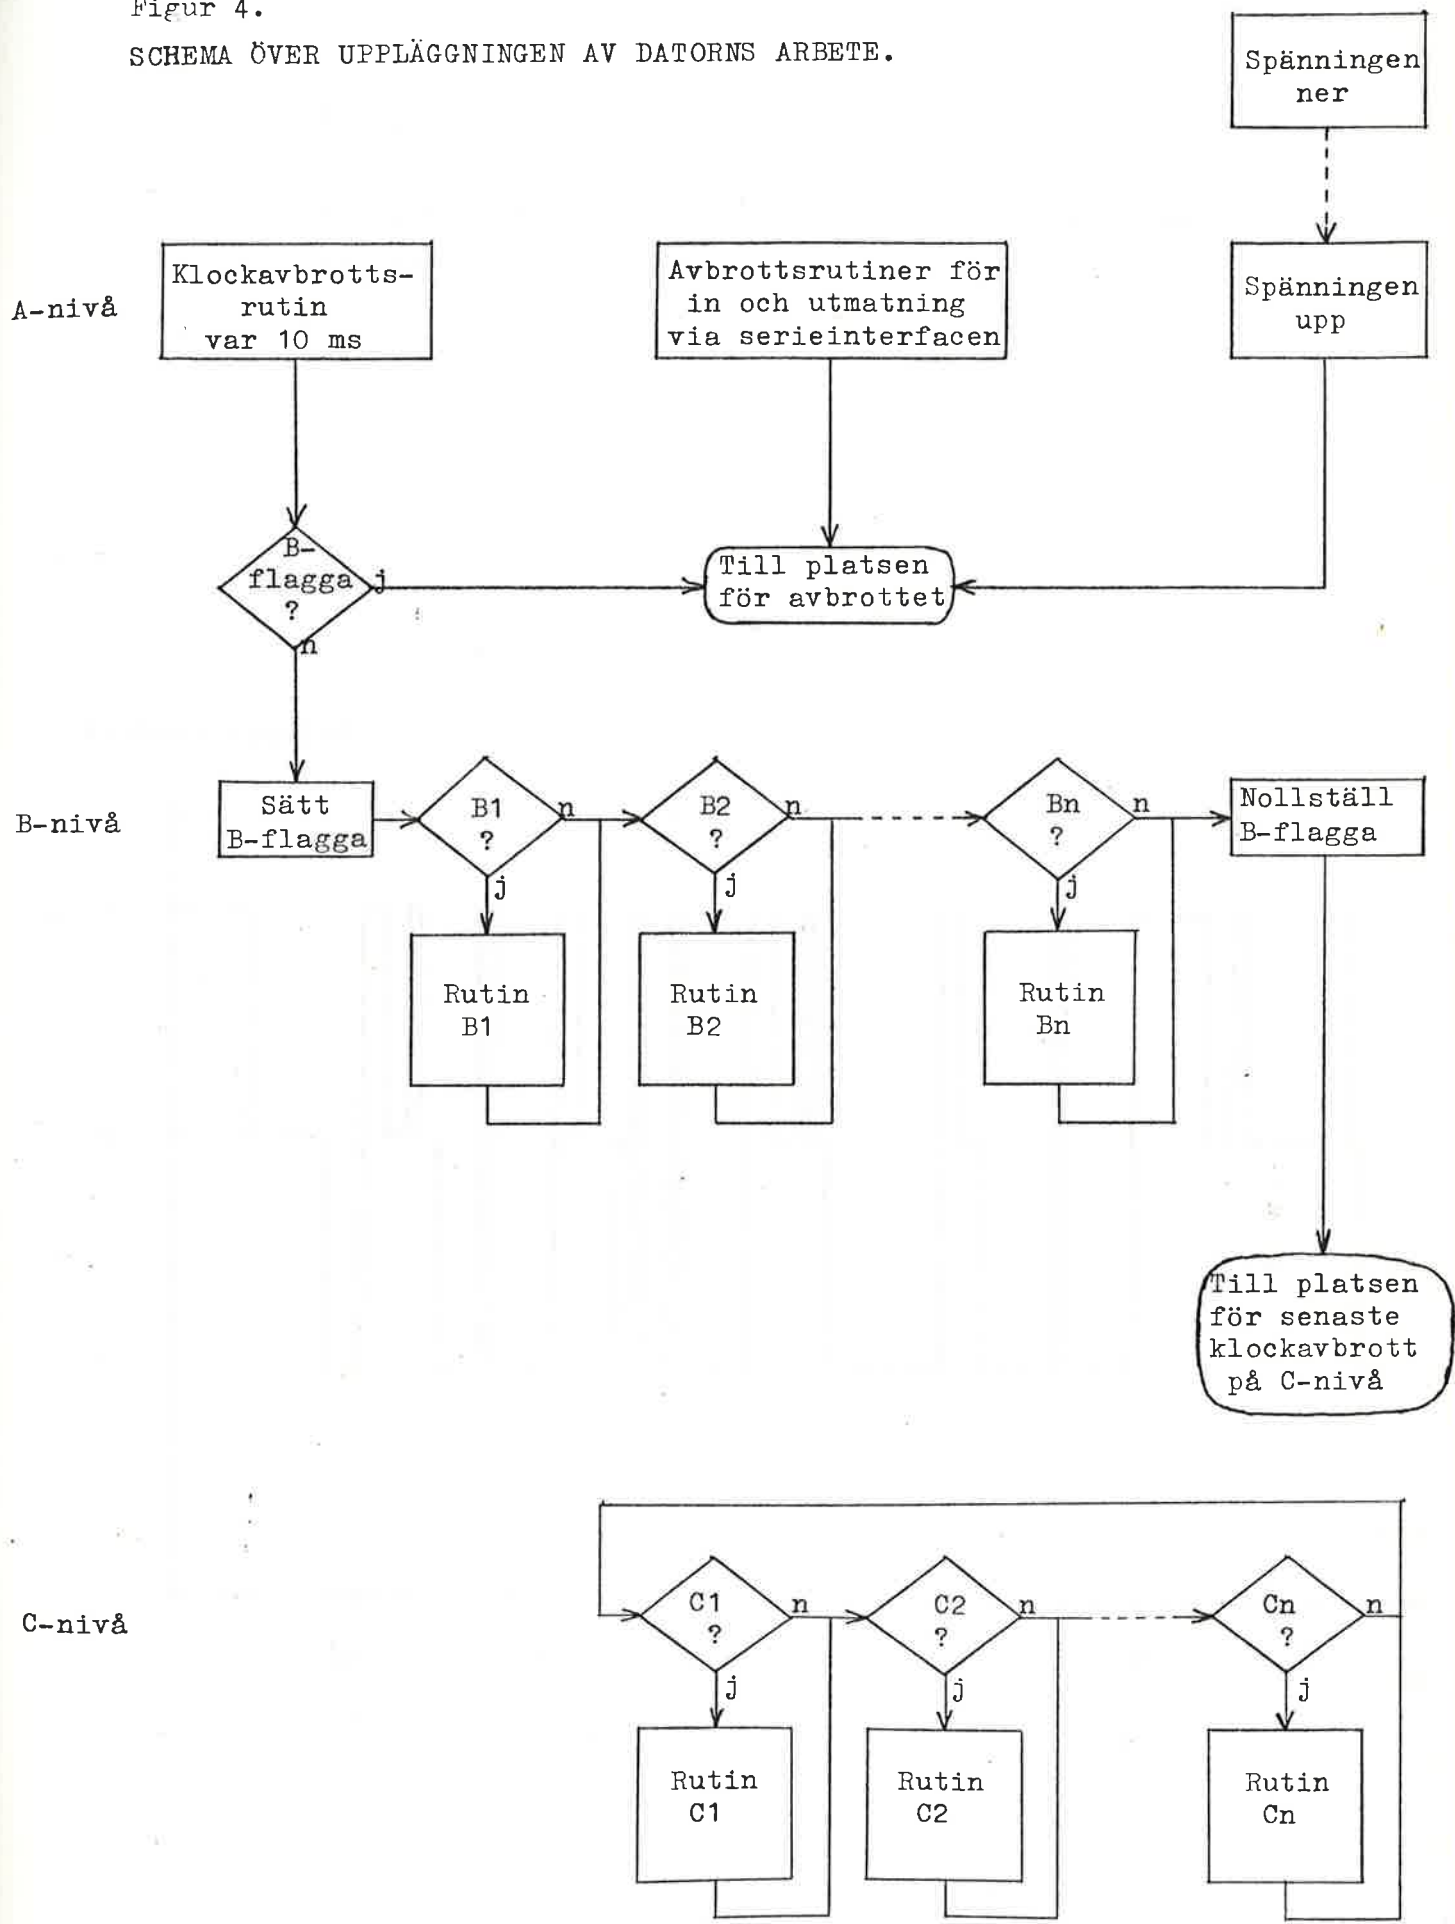 Figur 4.
SCHEMA ÖVER UPPLÄGGNINGEN AV DATORNS ARBETE.
Spänningen
ner
A-nivå
Klockavbrotts-
rutin
var 10 ms
Avbrottsrutiner för
in och utmatning
via serieinterfacen
Spänningen
upp
B-
flagga
?
j
n
Till platsen
för avbrottet
B-nivå
Sätt
B-flagga
B1
?
n
j
B2
?
n
j
Bn
?
n
j
Nollställ
B-flagga
Rutin
B1
Rutin
B2
Rutin
Bn
Till platsen
för senaste
klockavbrott
på C-nivå
C-nivå
C1
?
n
j
C2
?
n
j
Cn
?
n
j
Rutin
C1
Rutin
C2
Rutin
Cn